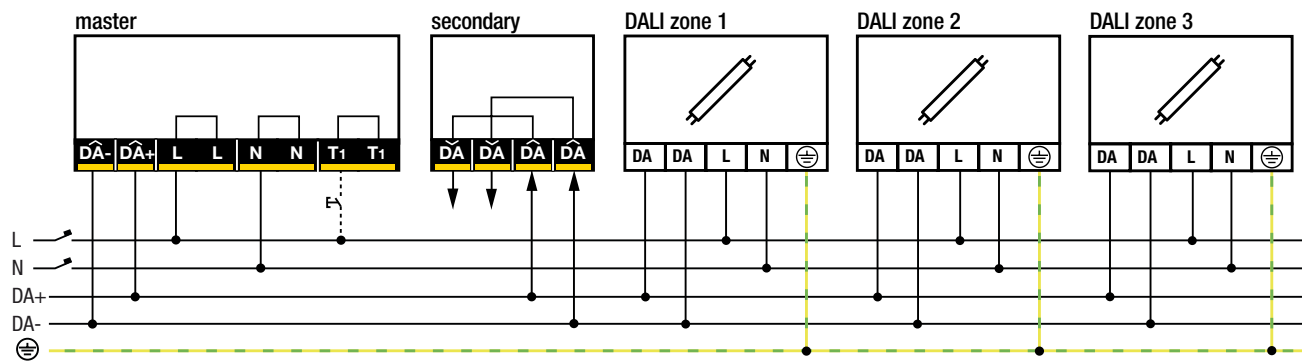 master secondary DALI zone 1 DALI zone 2 DALI zone 3
DA- DA+ L L N N T1 T1 DA DA DA DA DA DA L N DA DA L N DA DA L N
L
N
DA+
DA-